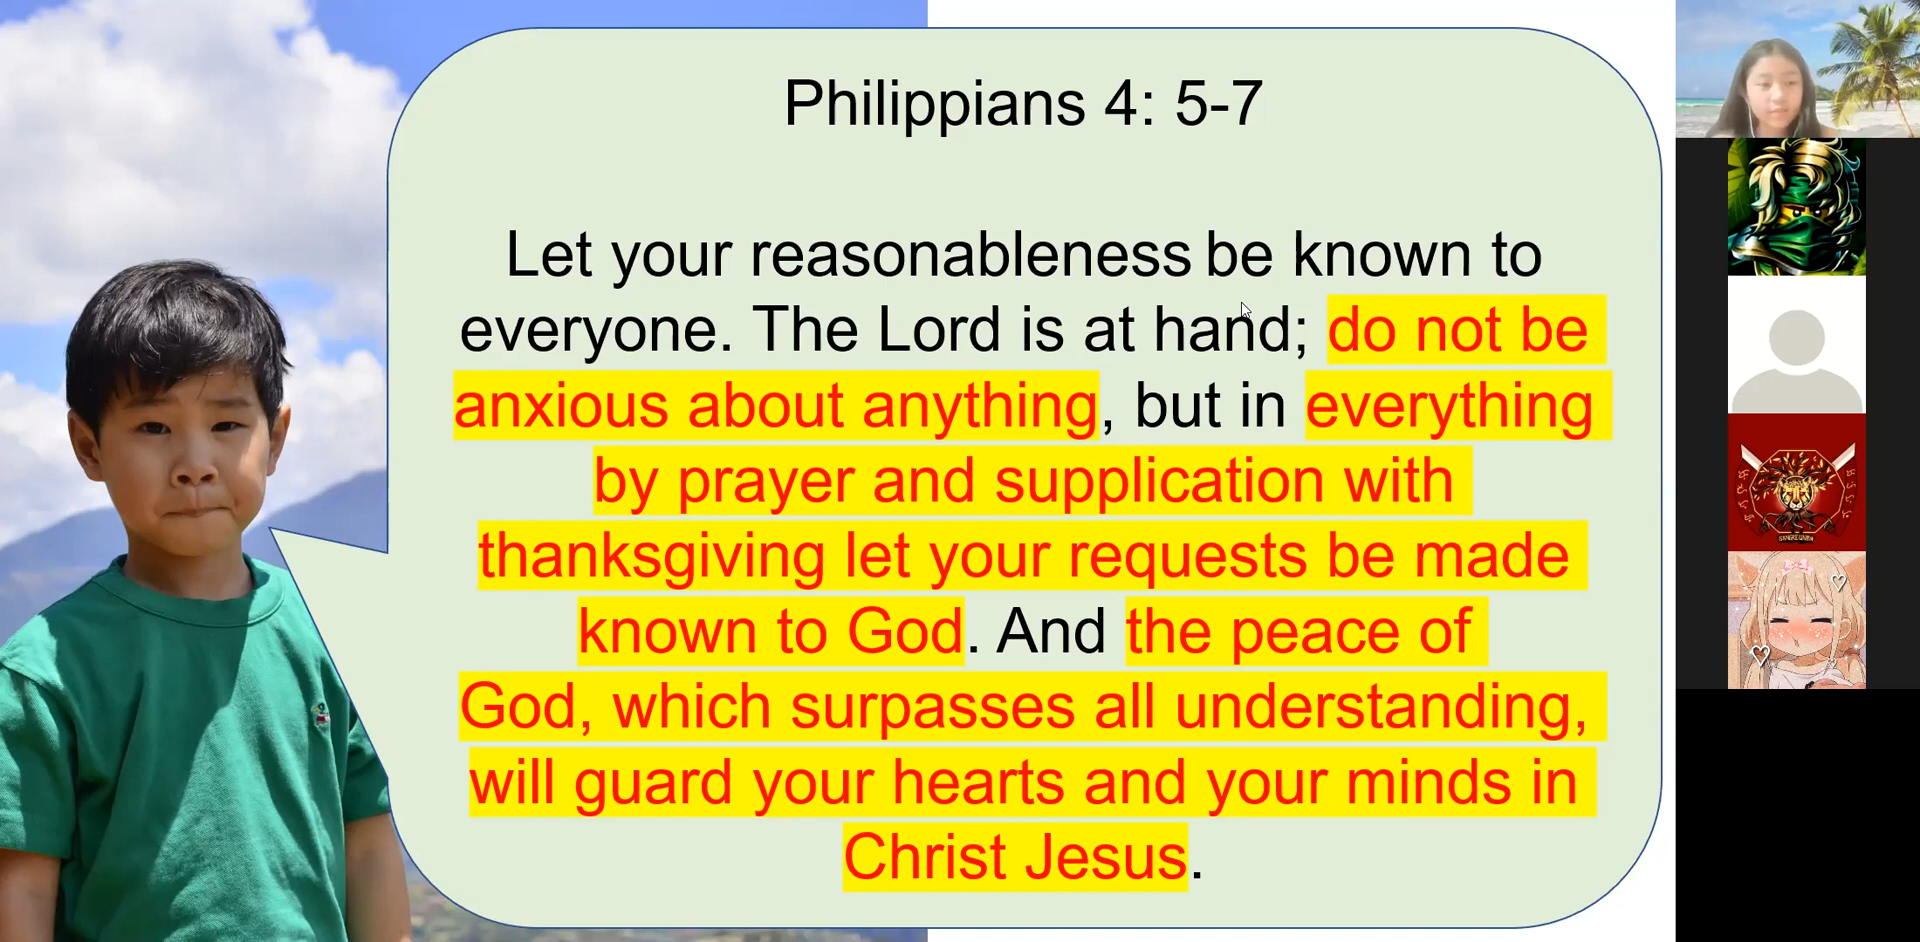 Philippians 4: 5-7
Let your reasonableness be known to
everyone. The Lord is at hand; do not be
anxious about anything, but in everything
by prayer and supplication with
thanksgiving let your requests be made
known to God. And the peace of
God, which surpasses all understanding,
will guard your hearts and your minds in
Christ Jesus.